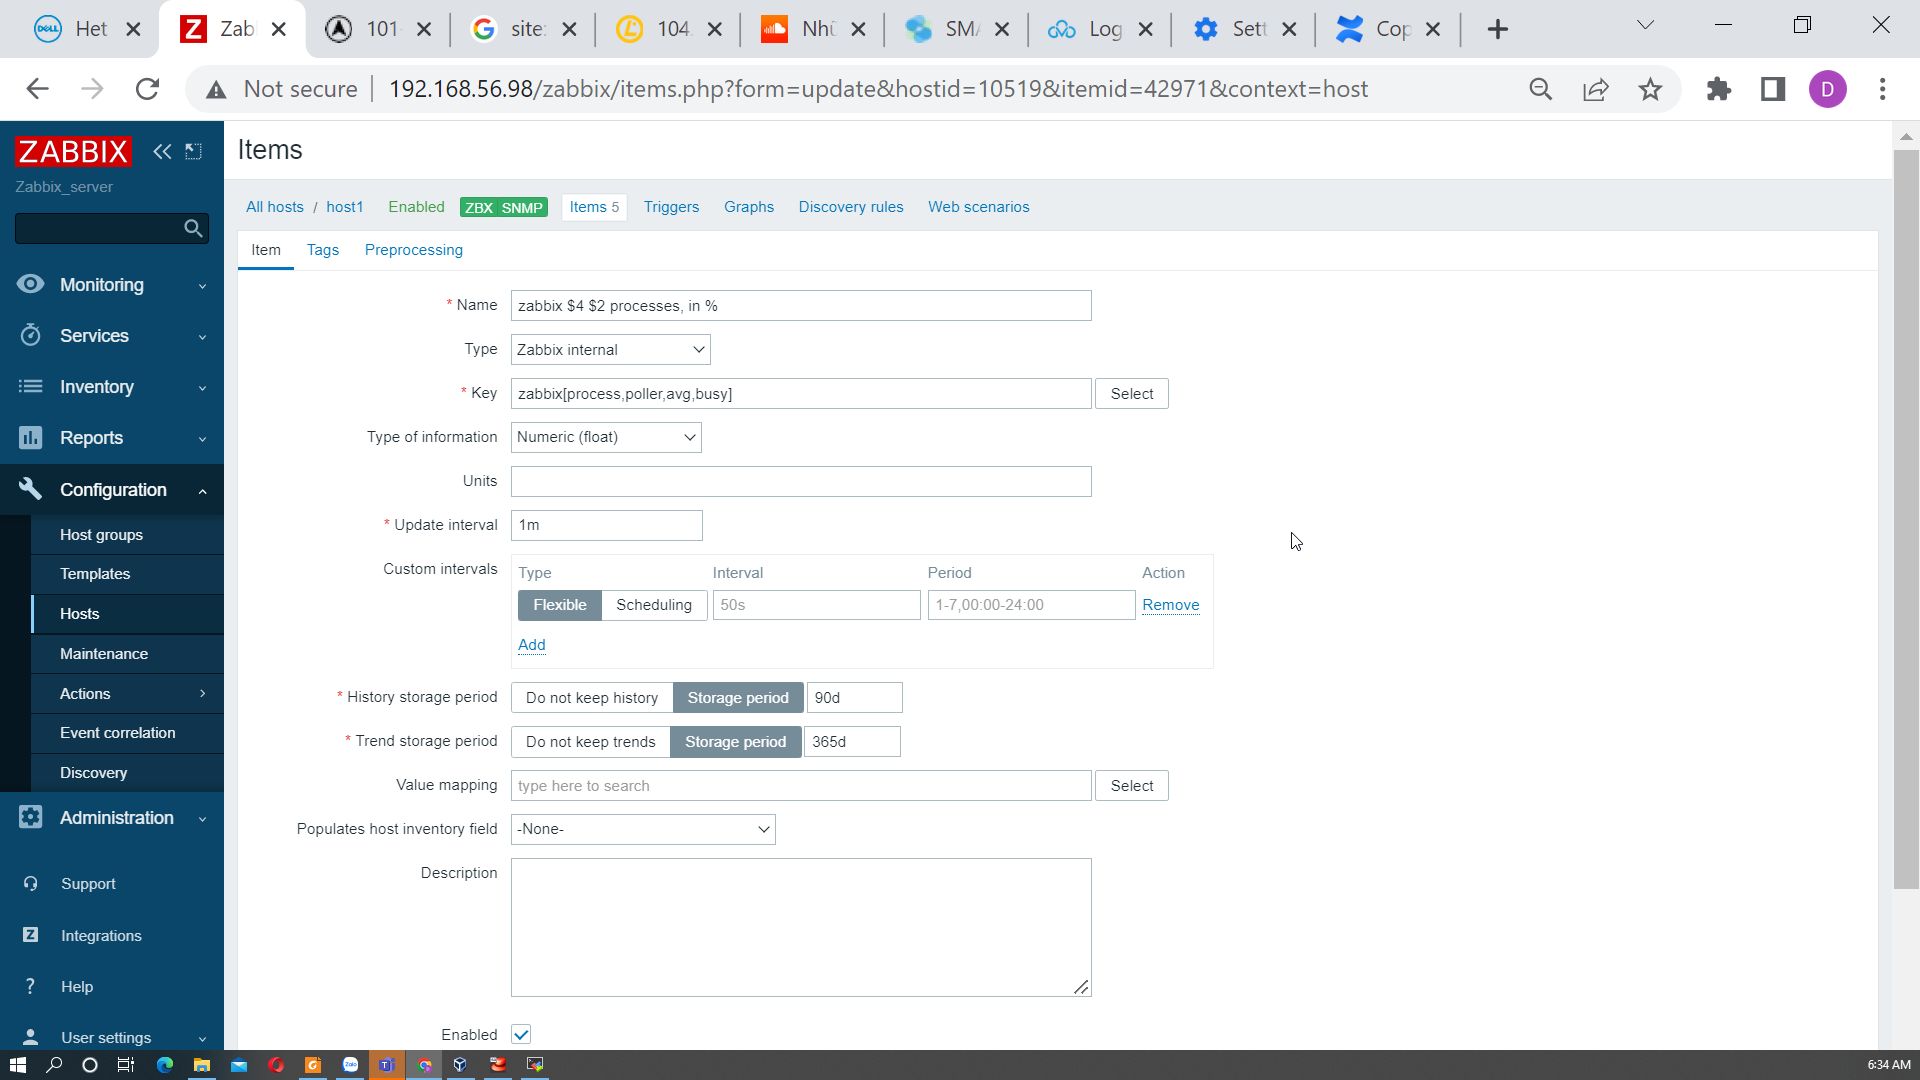 Het
Zab
101
site:
104.
Nhữ
SMA
Log
Sett
Cop
Not secure
192.168.56.98/zabbix/items.php?form=update&hostid=10519&itemid=42971&context=host
D
ZABBIX
Zabbix_server
Monitoring
Services
Inventory
Reports
Configuration
Host groups
Templates
Hosts
Maintenance
Actions
Event correlation
Discovery
Administration
Support
Integrations
Help
User settings
Items
All hosts / host1 Enabled ZBX SNMP Items 5 Triggers Graphs Discovery rules Web scenarios
Item Tags Preprocessing
* Name zabbix $4 $2 processes, in %
Type Zabbix internal
* Key zabbix[process,poller,avg,busy] Select
Type of information Numeric (float)
Units
* Update interval 1m
Custom intervals Type Interval Period Action
Flexible Scheduling 50s 1-7,00:00-24:00 Remove
Add
* History storage period Do not keep history Storage period 90d
* Trend storage period Do not keep trends Storage period 365d
Value mapping type here to search Select
Populates host inventory field -None-
Description
Enabled
6:34 AM